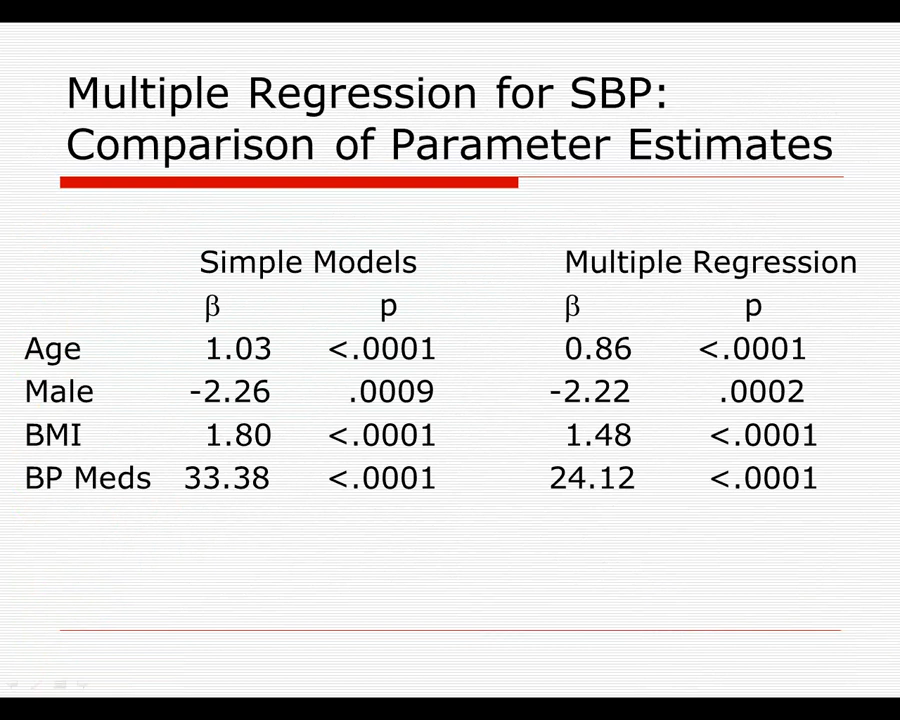 Multiple Regression for SBP:
Comparison of Parameter Estimates
Simple Models Multiple Regression
β p β p
Age 1.03 <.0001 0.86 <.0001
Male -2.26 .0009 -2.22 .0002
BMI 1.80 <.0001 1.48 <.0001
BP Meds 33.38 <.0001 24.12 <.0001